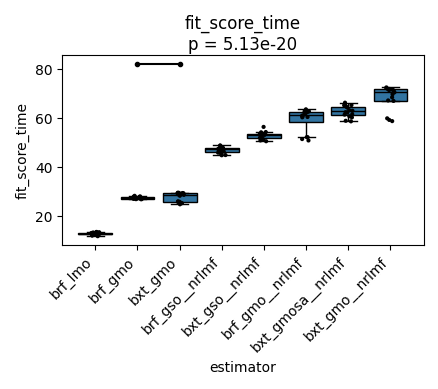 fit_score_time
p = 5.13e-20
fit_score_time
80
60
40
20
brf_lmo
brf_gmo
bxt_gmo
brf_gso__nrlmf
bxt_gso__nrlmf
brf_gmo__nrlmf
bxt_gmosa__nrlmf
bxt_gmo__nrlmf
estimator